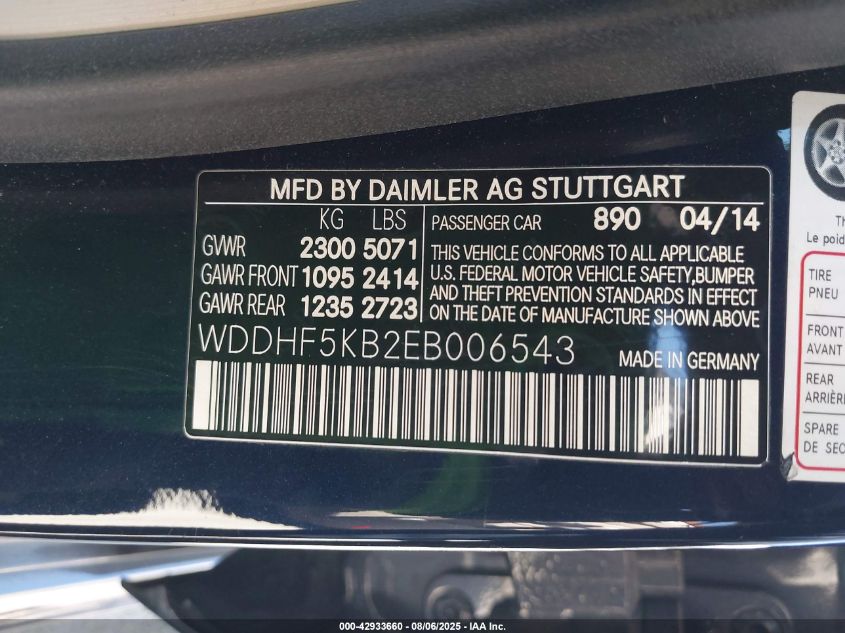 MFD BY DAIMLER AG STUTTGART
KG LBS
GVWR 2300 5071
GAWR FRONT 1095 2414
GAWR REAR 1235 2723
PASSENGER CAR 890 04/14
THIS VEHICLE CONFORMS TO ALL APPLICABLE
U.S. FEDERAL MOTOR VEHICLE SAFETY,BUMPER
AND THEFT PREVENTION STANDARDS IN EFFECT
ON THE DATE OF MANUFACTURE SHOWN ABOVE
WDDHF5KB2EB006543 MADE IN GERMANY
Le
TIRE
PNEU
FRONT
AVANT
REAR
ARRIÈRE
SPARE
DE
000-42933660 - 08/06/2025 - IAA Inc.